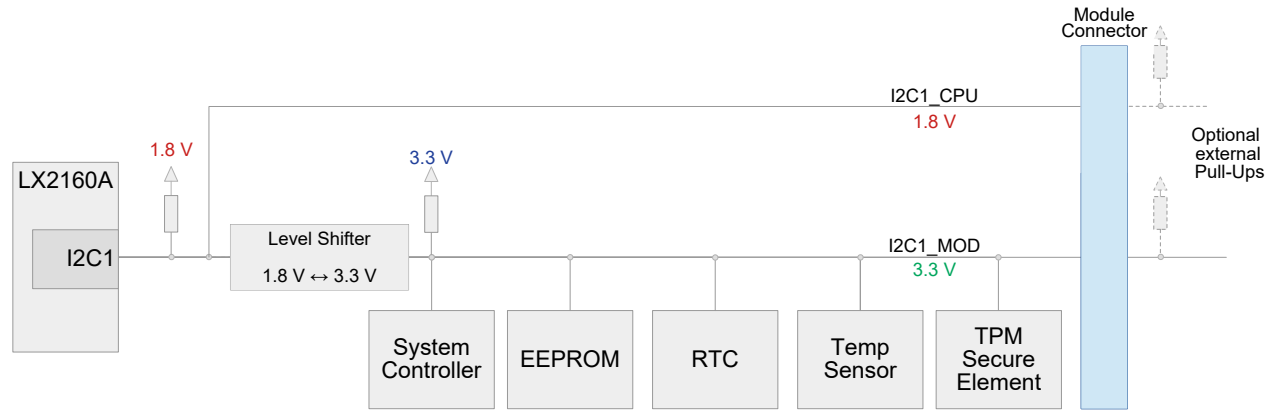 Module
Connector
I2C1_CPU
1.8 V
Optional
external
Pull-Ups
1.8 V
3.3 V
LX2160A
I2C1
Level Shifter
1.8 V ↔ 3.3 V
I2C1_MOD
3.3 V
System
Controller
EEPROM
RTC
Temp
Sensor
TPM
Secure
Element